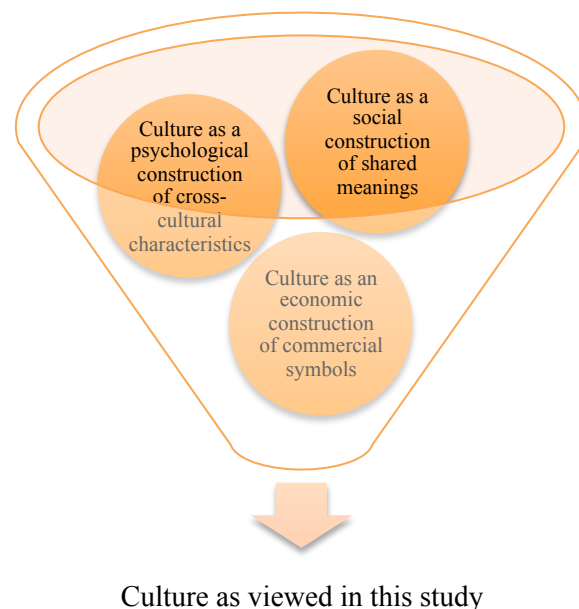 Culture as a
psychological
construction
of cross-
cultural
characteristics
Culture as a
social
construction
of shared
meanings
Culture as an
economic
construction
of commercial
symbols
Culture as viewed in this study